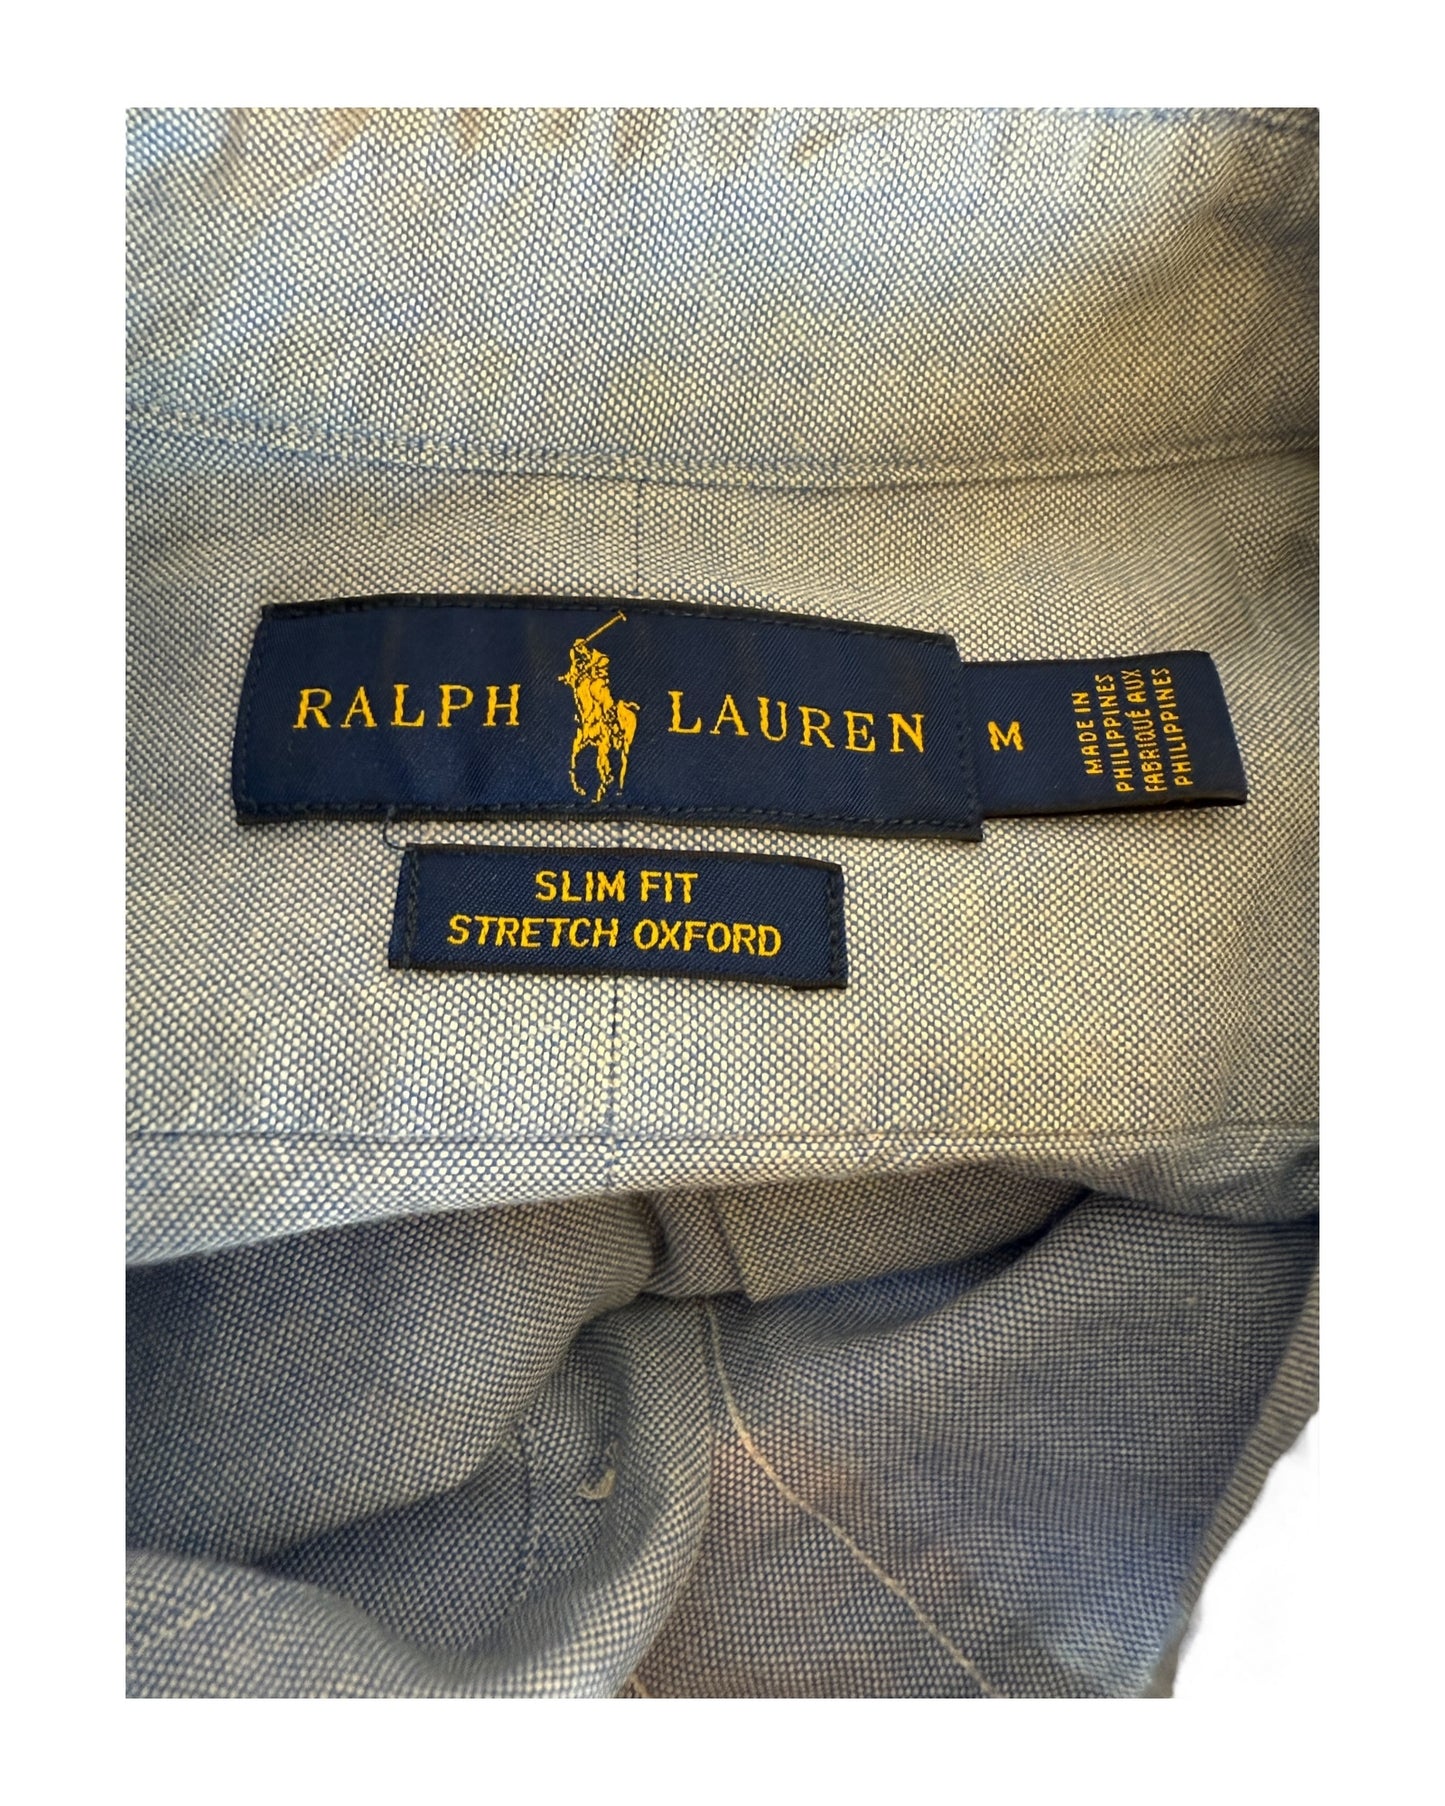 RALPH LAUREN
M
MADE IN
PHILIPPINES
FABRIQUÉ AUX
PHILIPPINES
SLIM FIT
STRETCH OXFORD